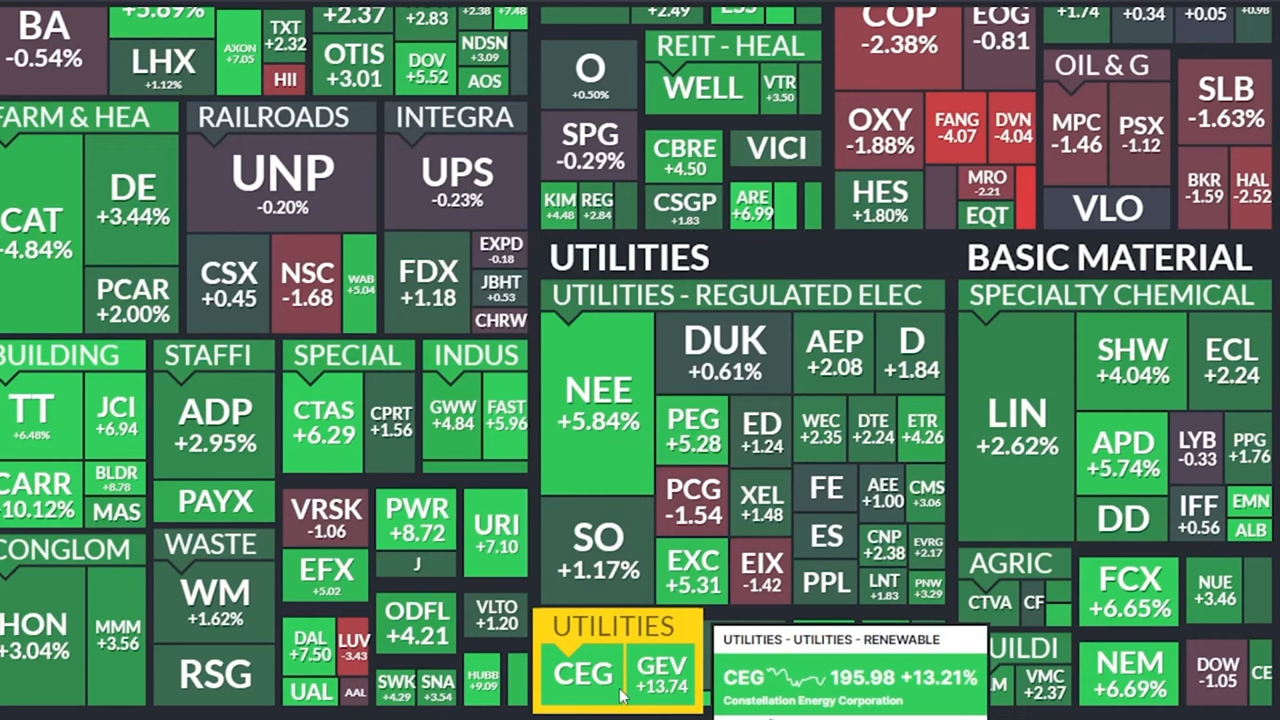 BA
-0.54%
+5.69%
LHX
+1.12%
AXON
+7.05
TXT
+2.32
HII
+2.37
OTIS
+3.01
+2.83
DOV
+5.52
+2.38
+7.48
NDSN
+3.09
AOS
FARM & HEA
CAT
-4.84%
DE
+3.44%
PCAR
+2.00%
RAILROADS
UNP
-0.20%
CSX
+0.45
NSC
-1.68
WAB
+5.04
INTEGRA
UPS
-0.23%
FDX
+1.18
EXPD
-0.18
JBHT
+0.53
CHRW
BUILDING
TT
+6.48%
JCI
+6.94
CARR
-10.12%
BLDR
+8.78
MAS
CONGLOM
HON
+3.04%
MMM
+3.56
STAFFI
ADP
+2.95%
PAYX
WASTE
WM
+1.62%
RSG
SPECIAL
CTAS
+6.29
CPRT
+1.56
INDUS
GWW
+4.84
FAST
+5.96
VRSK
-1.06
EFX
+5.02
PWR
+8.72
J
URI
+7.10
DAL
+7.50
LUV
-3.43
UAL
AAL
ODFL
+4.21
VLTO
+1.20
SWK
+4.29
SNA
+3.54
HUBB
+9.09
+2.49
ESS
O
+0.50%
SPG
-0.29%
KIM
+4.48
REG
+2.84
REIT - HEAL
WELL
VTR
+3.50
CBRE
+4.50
VICI
CSGP
+1.83
ARE
+6.99
COP
-2.38%
EOG
-0.81
OXY
-1.88%
FANG
-4.07
DVN
-4.04
HES
+1.80%
MRO
-2.21
EQT
+1.74
+0.34
+0.05
+0.98
OIL & G
MPC
-1.46
PSX
-1.12
VLO
SLB
-1.63%
BKR
-1.59
HAL
-2.52
UTILITIES
UTILITIES - REGULATED ELEC
NEE
+5.84%
SO
+1.17%
DUK
+0.61%
AEP
+2.08
D
+1.84
PEG
+5.28
ED
+1.24
WEC
+2.35
DTE
+2.24
ETR
+4.26
PCG
-1.54
XEL
+1.48
FE
AEE
+1.00
CMS
+3.06
EXC
+5.31
EIX
-1.42
ES
CNP
+2.38
EVRG
+2.17
PPL
LNT
+1.83
PNW
+3.29
UTILITIES
CEG
GEV
+13.74
UTILITIES - UTILITIES - RENEWABLE
CEG 195.98 +13.21%
Constellation Energy Corporation
BASIC MATERIAL
SPECIALTY CHEMICAL
LIN
+2.62%
SHW
+4.04%
ECL
+2.24
APD
+5.74%
LYB
-0.33
PPG
+1.76
DD
IFF
+0.56
EMN
ALB
AGRIC
CTVA
CF
FCX
+6.65%
NUE
+3.46
UILDI
LM
VMC
+2.37
NEM
+6.69%
DOW
-1.05
CE